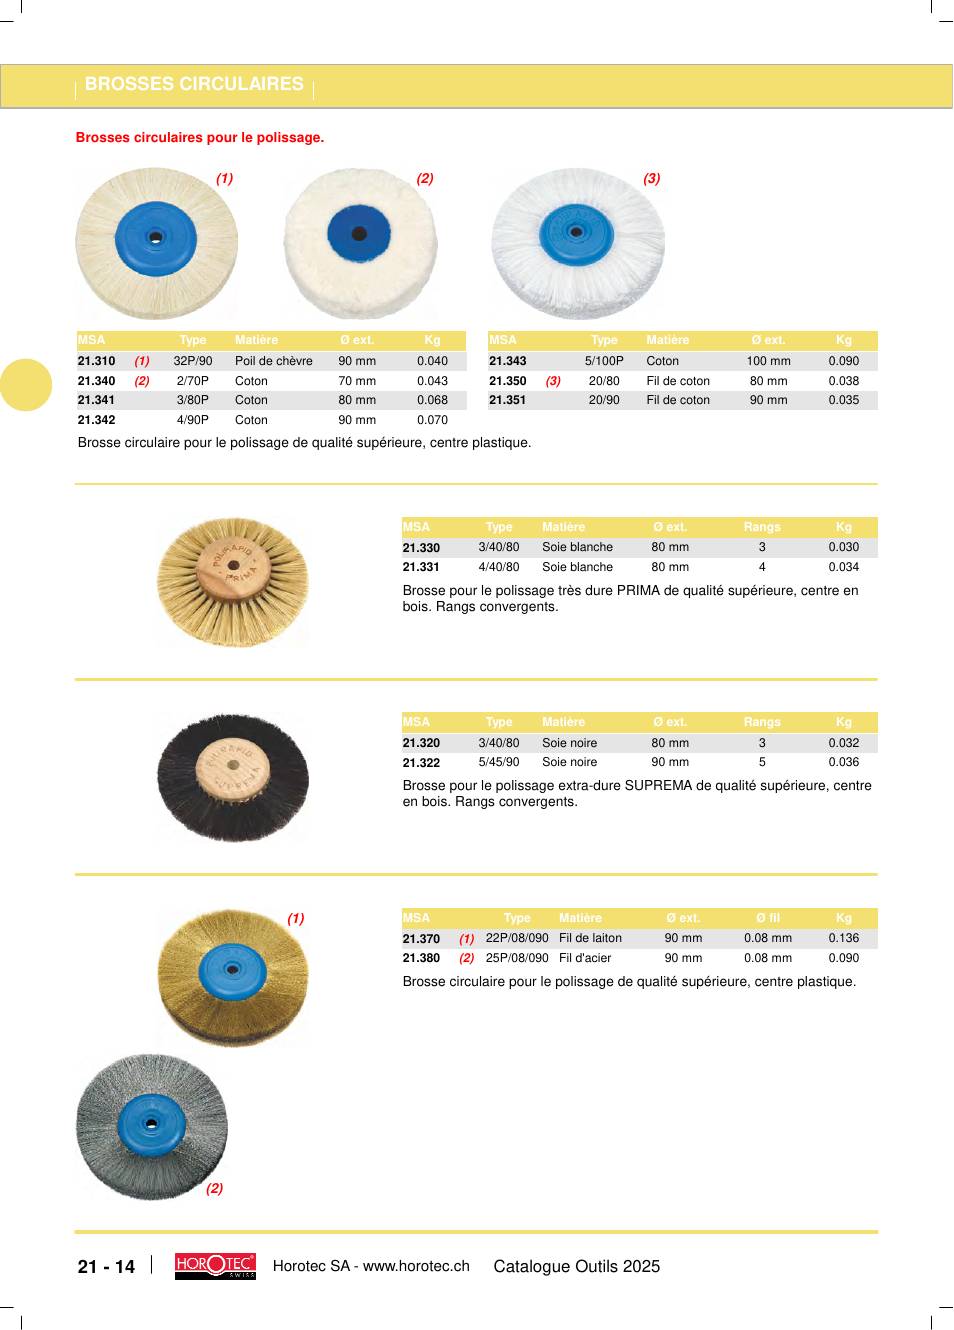 BROSSES CIRCULAIRES
Brosses circulaires pour le polissage.
(1)
(2)
(3)
MSA Type Matière Ø ext. Kg
21.310 (1) 32P/90 Poil de chèvre 90 mm 0.040
21.340 (2) 2/70P Coton 70 mm 0.043
21.341 3/80P Coton 80 mm 0.068
21.342 4/90P Coton 90 mm 0.070
MSA Type Matière Ø ext. Kg
21.343 5/100P Coton 100 mm 0.090
21.350 (3) 20/80 Fil de coton 80 mm 0.038
21.351 20/90 Fil de coton 90 mm 0.035
Brosse circulaire pour le polissage de qualité supérieure, centre plastique.
POLIRAPID
PRIMA
MSA Type Matière Ø ext. Rangs Kg
21.330 3/40/80 Soie blanche 80 mm 3 0.030
21.331 4/40/80 Soie blanche 80 mm 4 0.034
Brosse pour le polissage très dure PRIMA de qualité supérieure, centre en
bois. Rangs convergents.
POLIRAPID
SUPREMA
MSA Type Matière Ø ext. Rangs Kg
21.320 3/40/80 Soie noire 80 mm 3 0.032
21.322 5/45/90 Soie noire 90 mm 5 0.036
Brosse pour le polissage extra-dure SUPREMA de qualité supérieure, centre
en bois. Rangs convergents.
(1)
MSA Type Matière Ø ext. Ø fil Kg
21.370 (1) 22P/08/090 Fil de laiton 90 mm 0.08 mm 0.136
21.380 (2) 25P/08/090 Fil d'acier 90 mm 0.08 mm 0.090
Brosse circulaire pour le polissage de qualité supérieure, centre plastique.
(2)
21 - 14
HOROTEC®
SWISS
Horotec SA - www.horotec.ch
Catalogue Outils 2025